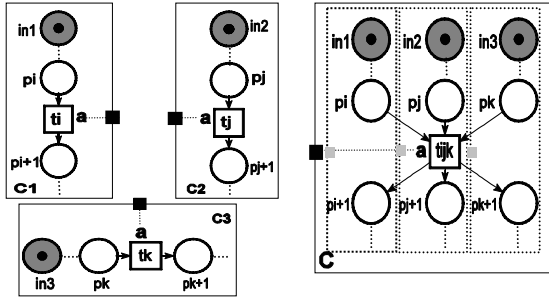 in1
pi
ti
a
pi+1
C1
in2
pj
tj
a
pj+1
C2
C3
a
tk
in3
pk
pk+1
in1
in2
in3
pi
pj
pk
a
tijk
pi+1
pj+1
pk+1
C